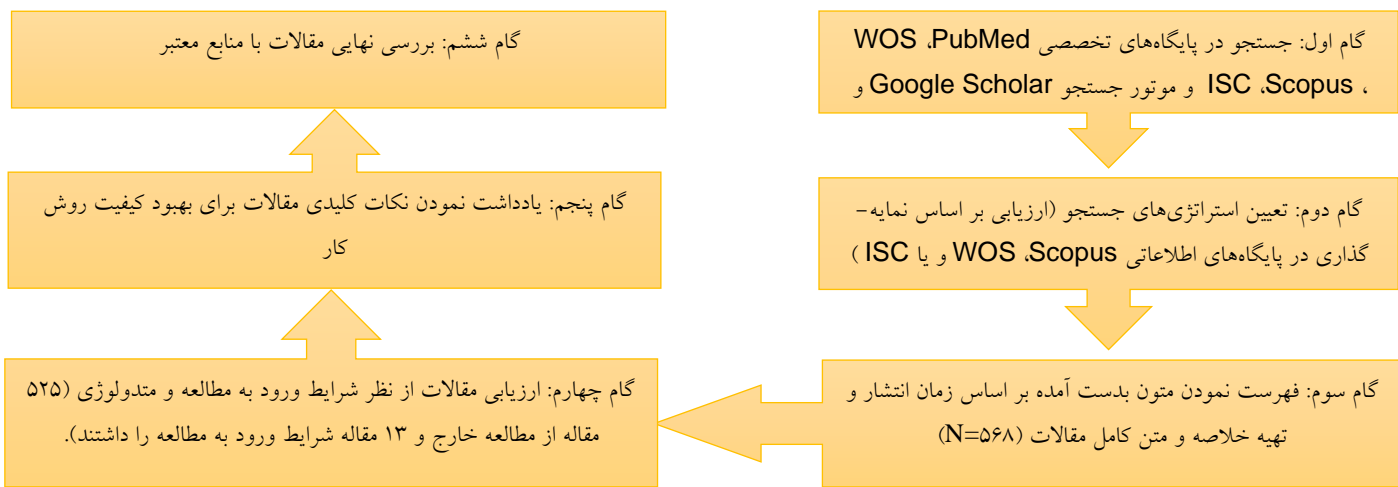 گام اول: جستجو در پایگاه‌های تخصصی WOS ،PubMed
، ISC ،Scopus و موتور جستجو Google Scholar و
گام دوم: تعیین استراتژی‌های جستجو (ارزیابی بر اساس نمایه-
گذاری در پایگاه‌های اطلاعاتی WOS ،Scopus و یا ISC )
گام سوم: فهرست نمودن متون بدست آمده بر اساس زمان انتشار و
تهیه خلاصه و متن کامل مقالات (N=۵۶۸)
گام چهارم: ارزیابی مقالات از نظر شرایط ورود به مطالعه و متدولوژی (۵۲۵
مقاله از مطالعه خارج و ۱۳ مقاله شرایط ورود به مطالعه را داشتند).
گام پنجم: یادداشت نمودن نکات کلیدی مقالات برای بهبود کیفیت روش
کار
گام ششم: بررسی نهایی مقالات با منابع معتبر